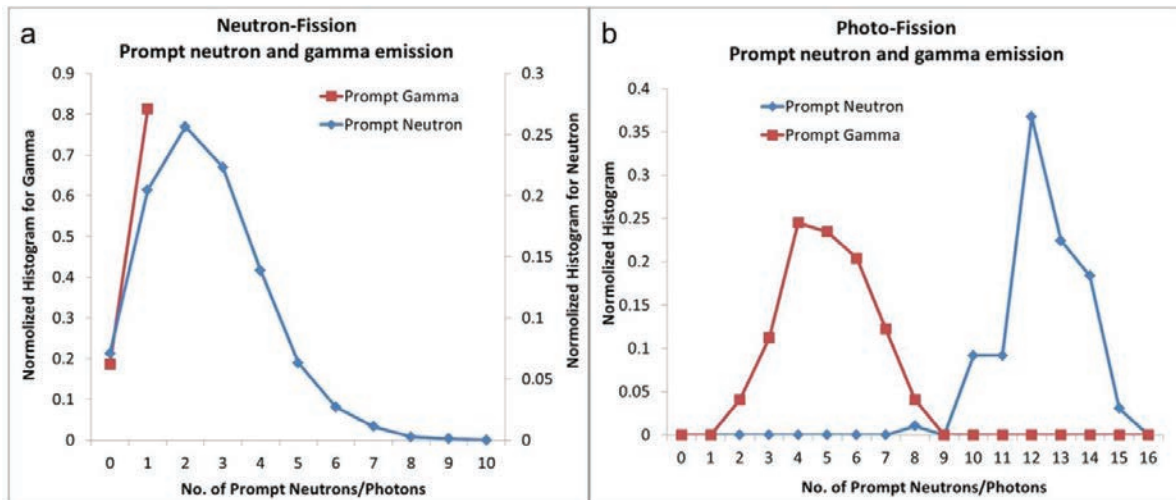 a
Neutron-Fission
Prompt neutron and gamma emission
0.9
0.8
0.7
0.6
0.5
0.4
0.3
0.2
0.1
0
Normolized Histogram for Gamma
0.3
0.25
0.2
0.15
0.1
0.05
0
Normolized Histogram for Neutron
Prompt Gamma
Prompt Neutron
0 1 2 3 4 5 6 7 8 9 10
No. of Prompt Neutrons/Photons
b
Photo-Fission
Prompt neutron and gamma emission
0.4
0.35
0.3
0.25
0.2
0.15
0.1
0.05
0
Normolized Histogram
Prompt Neutron
Prompt Gamma
0 1 2 3 4 5 6 7 8 9 10 11 12 13 14 15 16
No. of Prompt Neutrons/Photons